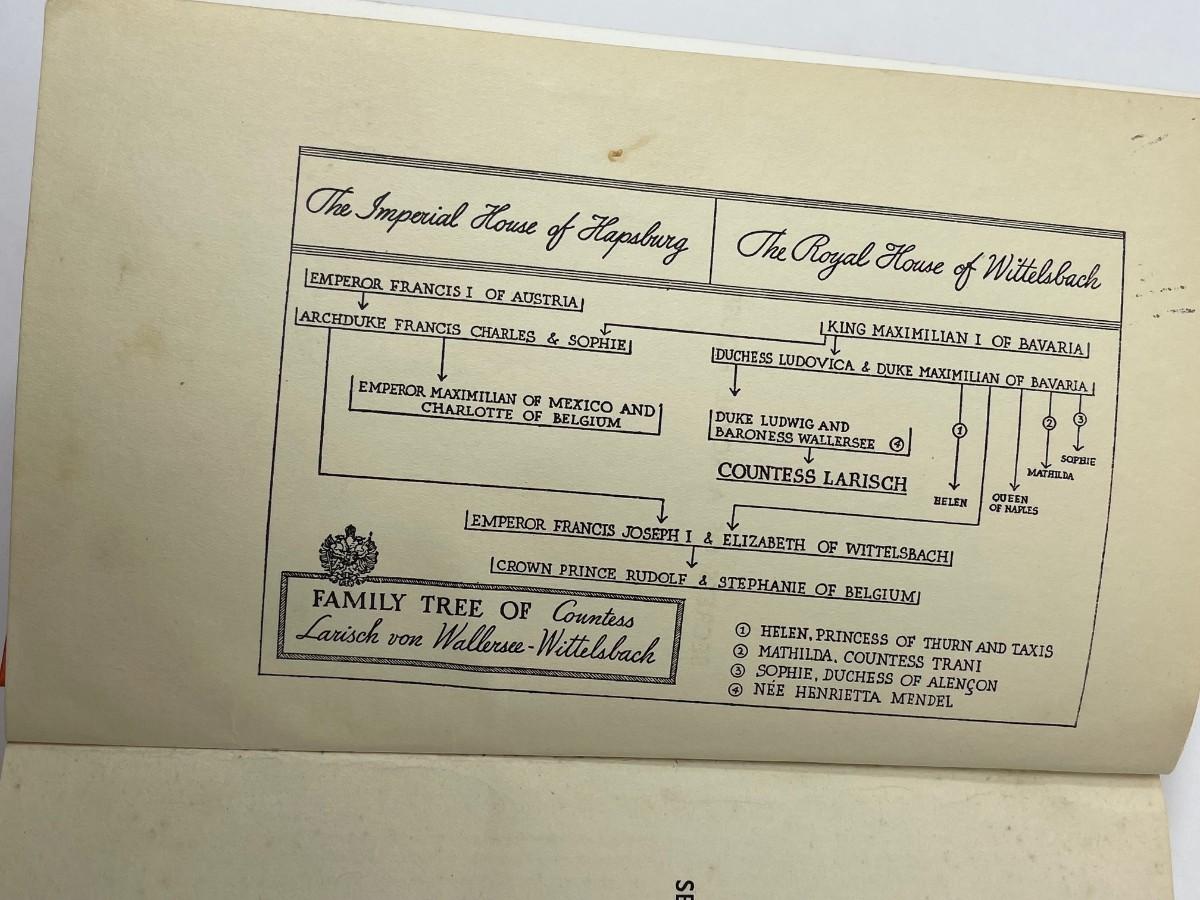 The Imperial House of Hapsburg
The Royal House of Wittelsbach
EMPEROR FRANCIS I OF AUSTRIA
ARCHDUKE FRANCIS CHARLES & SOPHIE
KING MAXIMILIAN I OF BAVARIA
DUCHESS LUDOVICA & DUKE MAXIMILIAN OF BAVARIA
EMPEROR MAXIMILIAN OF MEXICO AND
CHARLOTTE OF BELGIUM
DUKE LUDWIG AND
BARONESS WALLERSEE ④
COUNTESS LARISCH
①
HELEN
QUEEN
OF NAPLES
②
MATHILDA
③
SOPHIE
EMPEROR FRANCIS JOSEPH I & ELIZABETH OF WITTELSBACH
CROWN PRINCE RUDOLF & STEPHANIE OF BELGIUM
FAMILY TREE OF Countess
Larisch von Wallersee-Wittelsbach
① HELEN, PRINCESS OF THURN AND TAXIS
② MATHILDA, COUNTESS TRANI
③ SOPHIE, DUCHESS OF ALENÇON
④ NÉE HENRIETTA MENDEL